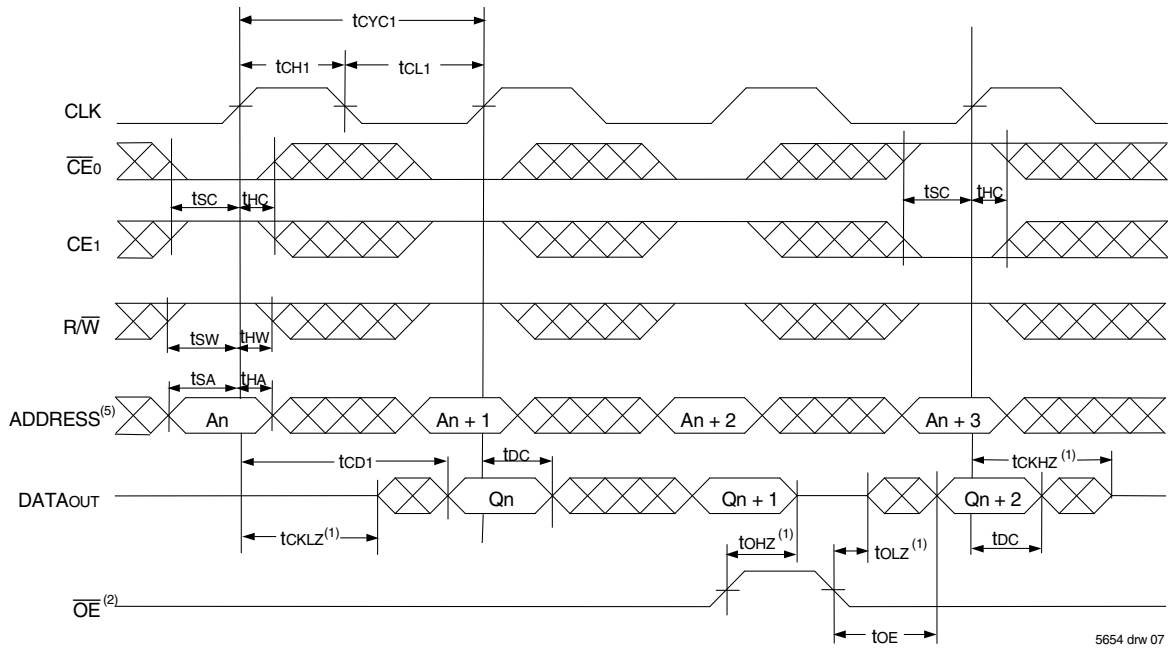 tCYC1
tCH1 tCL1
CLK
CE0
tSC tHC tSC tHC
CE1
R/W
tSW tHW
tSA tHA
ADDRESS(5) An An + 1 An + 2 An + 3
tCD1 tDC tCKHZ(1)
DATAOUT Qn Qn + 1 Qn + 2
tCKLZ(1) tOHZ(1) tOLZ(1) tDC
OE(2)
tOE
5654 drw 07